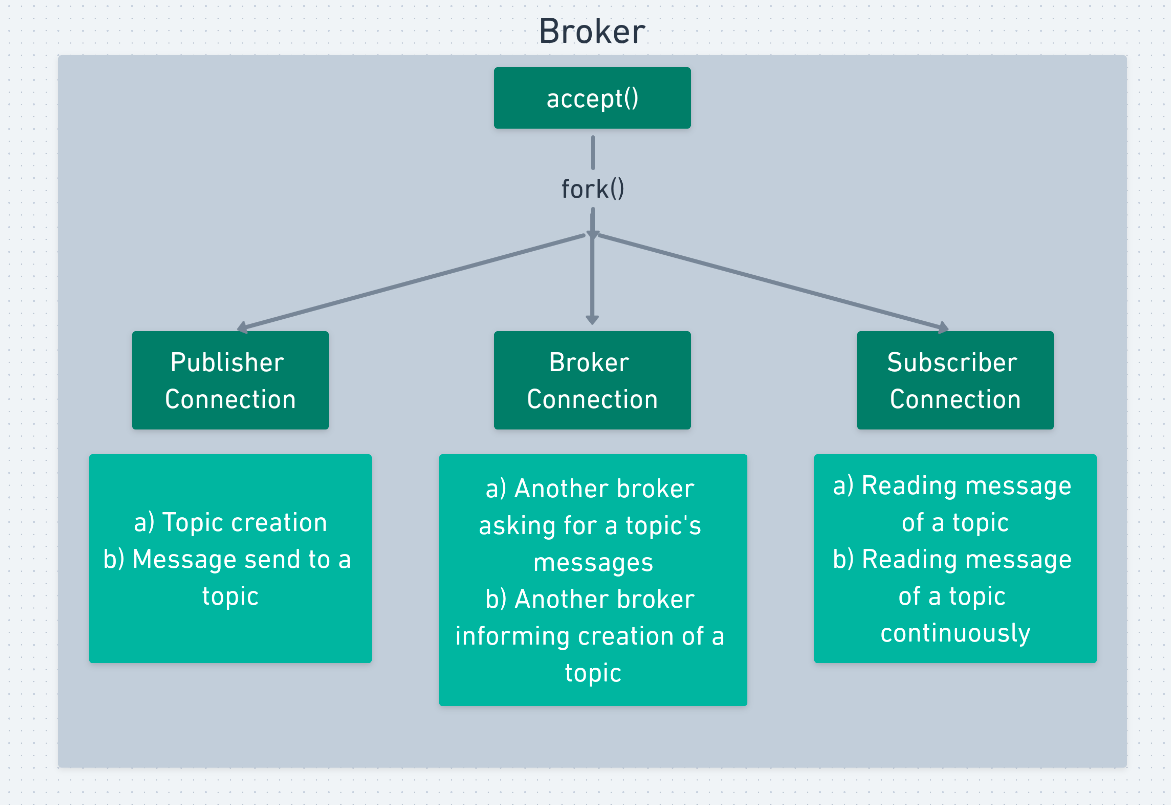 Broker
accept()
fork()
Publisher
Connection
Broker
Connection
Subscriber
Connection
a) Topic creation
b) Message send to a
topic
a) Another broker
asking for a topic's
messages
b) Another broker
informing creation of a
topic
a) Reading message
of a topic
b) Reading message
of a topic
continuously